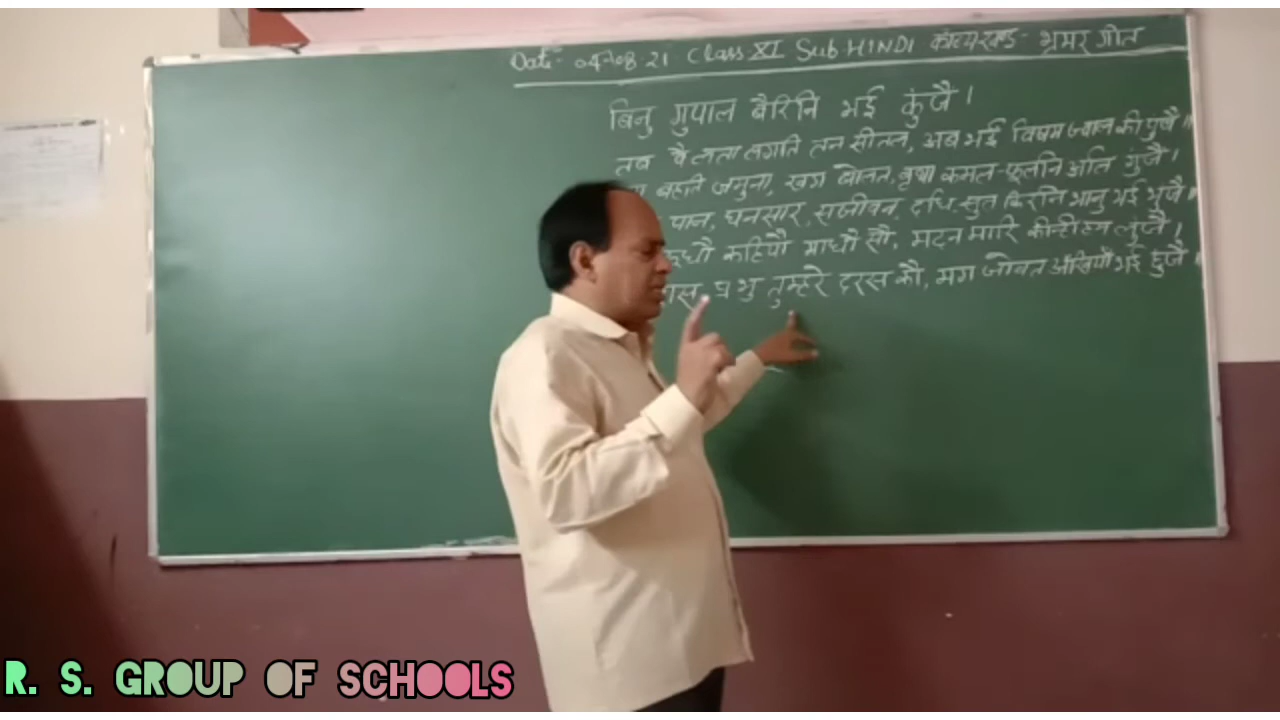 Date- 04-08-21 Class XI Sub HINDI काव्यखण्ड- भ्रमर गीत
बिनु गुपाल बैरिनि भई कुंजै।
तब वै लता लगति तन सीतल, अब भई विषम ज्वाल की पुंजै॥
बहति जमुना, खग बोलत, वृथा कमल-फूलनि अलि गुंजै।
पान, घनसार, सजीवन, दधि-सुत किरनि भानु भई भुंजै॥
ऊधौ कहियौ माधौ सौं, मदन मारि कीन्ही हम लुंजै।
प्रभु तुम्हरे दरस कौ, मग जोवत अँखियाँ भई छुंजै॥
R. S. GROUP OF SCHOOLS